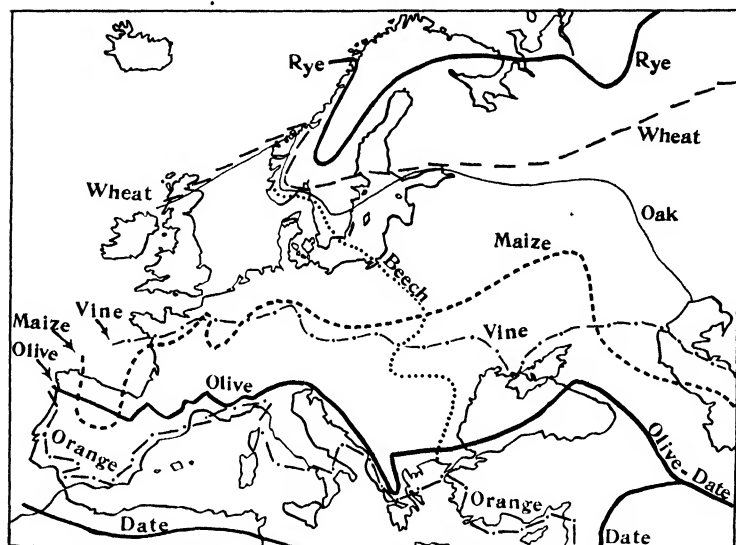 Rye
Rye
Wheat
Wheat
Oak
Maize
Beech
Vine
Maize
Vine
Olive
Olive
Orange
Olive-Date
Orange
Date
Date